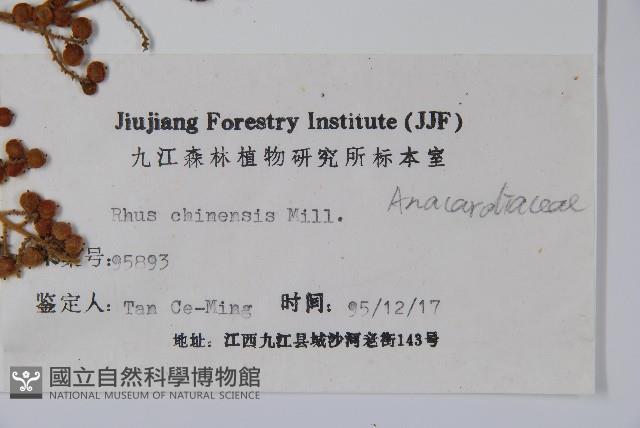 Jiujiang Forestry Institute (JJF)
九江森林植物研究所标本室
Rhus chinensis Mill.
Anacardiaceae
号:95893
鉴定人: Tan Ce-Ming 时间: 95/12/17
地址: 江西九江县城沙河老街143号
國立自然科學博物館
NATIONAL MUSEUM OF NATURAL SCIENCE